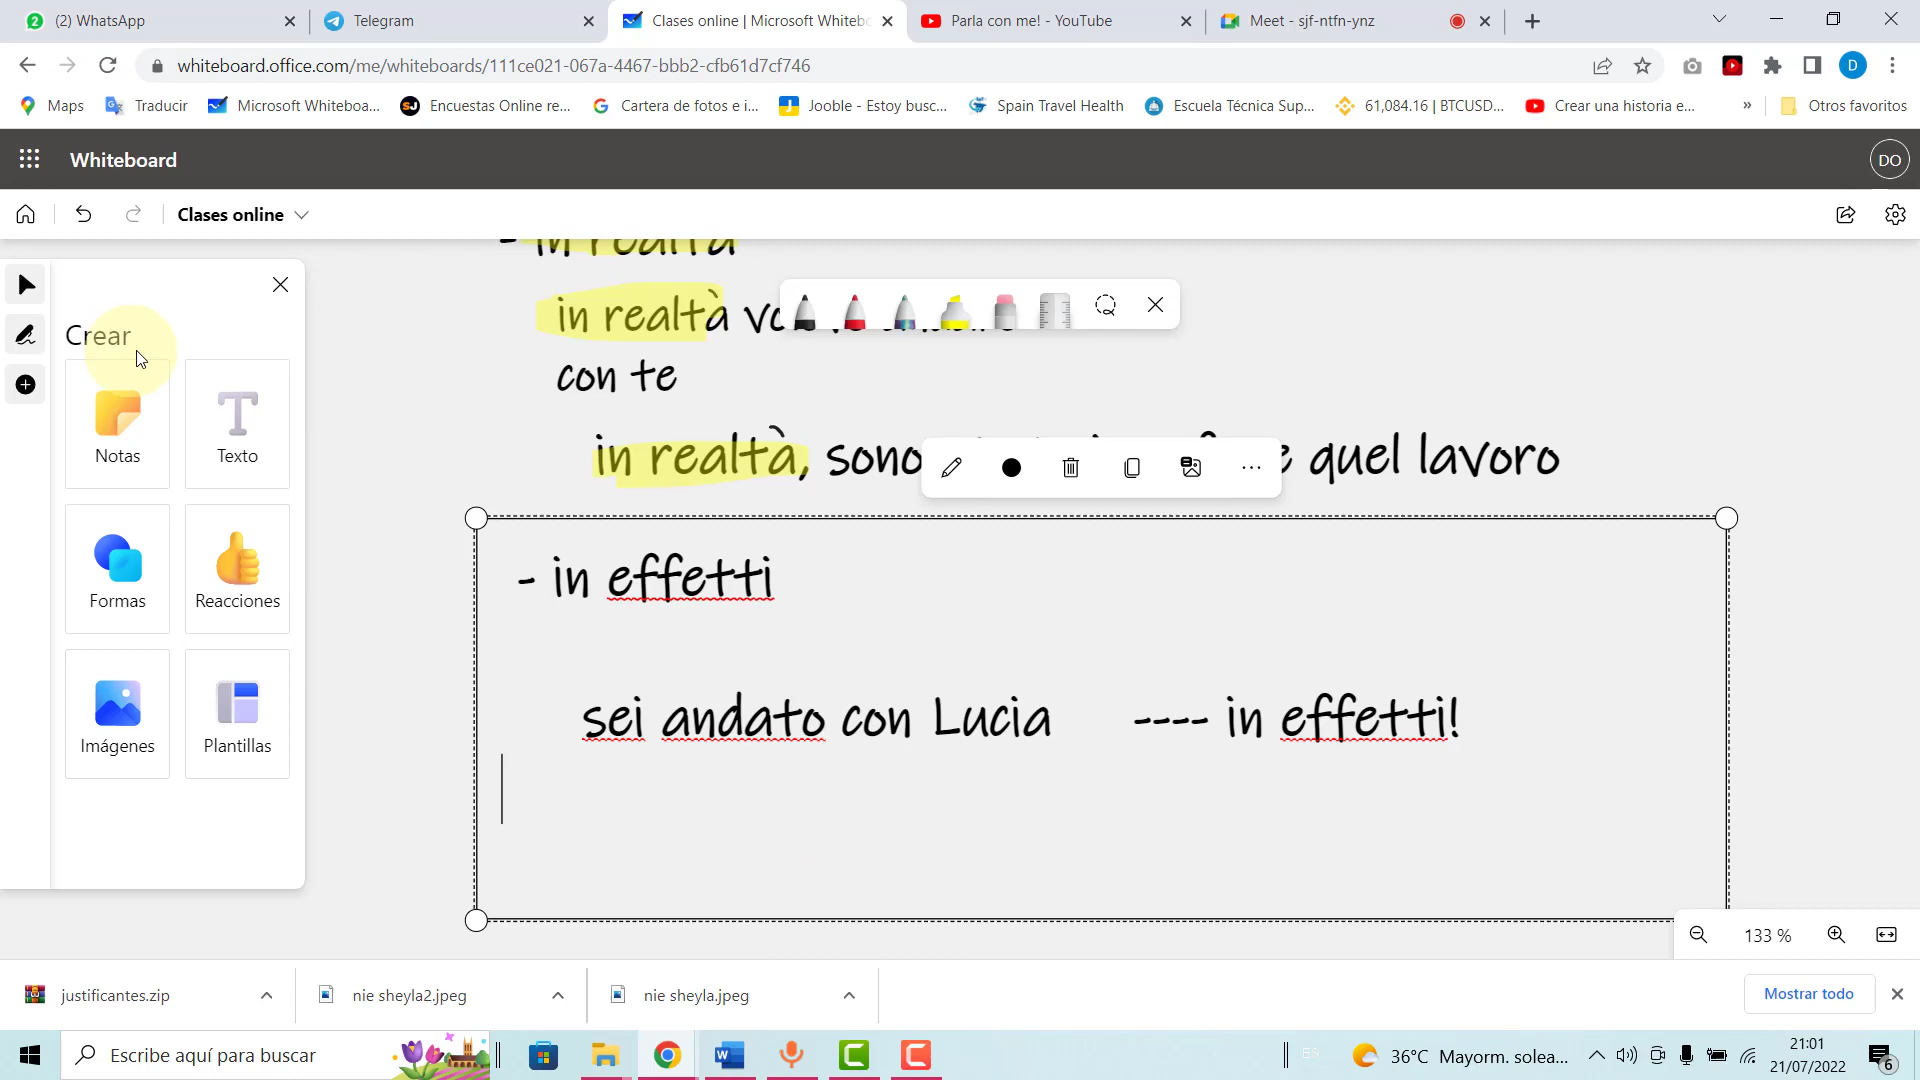 (2) WhatsApp
Telegram
Clases online | Microsoft Whitebo
Parla con me! - YouTube
Meet - sjf-ntfn-ynz
whiteboard.office.com/me/whiteboards/111ce021-067a-4467-bbb2-cfb61d7cf746
D
Maps
Traducir
Microsoft Whiteboa...
Encuestas Online re...
Cartera de fotos e i...
Jooble - Estoy busc...
Spain Travel Health
Escuela Técnica Sup...
61,084.16 | BTCUSD...
Crear una historia e...
»
Otros favoritos
Whiteboard
DO
Clases online
- in realtà
in realtà
con te
in realtà, sono quel lavoro
Crear
Notas
Texto
Formas
Reacciones
Imágenes
Plantillas
- in effetti
sei andato con Lucia ---- in effetti!
133 %
justificantes.zip
nie sheyla2.jpeg
nie sheyla.jpeg
Mostrar todo
Escribe aquí para buscar
36°C Mayorm. solea...
21:01
21/07/2022
6